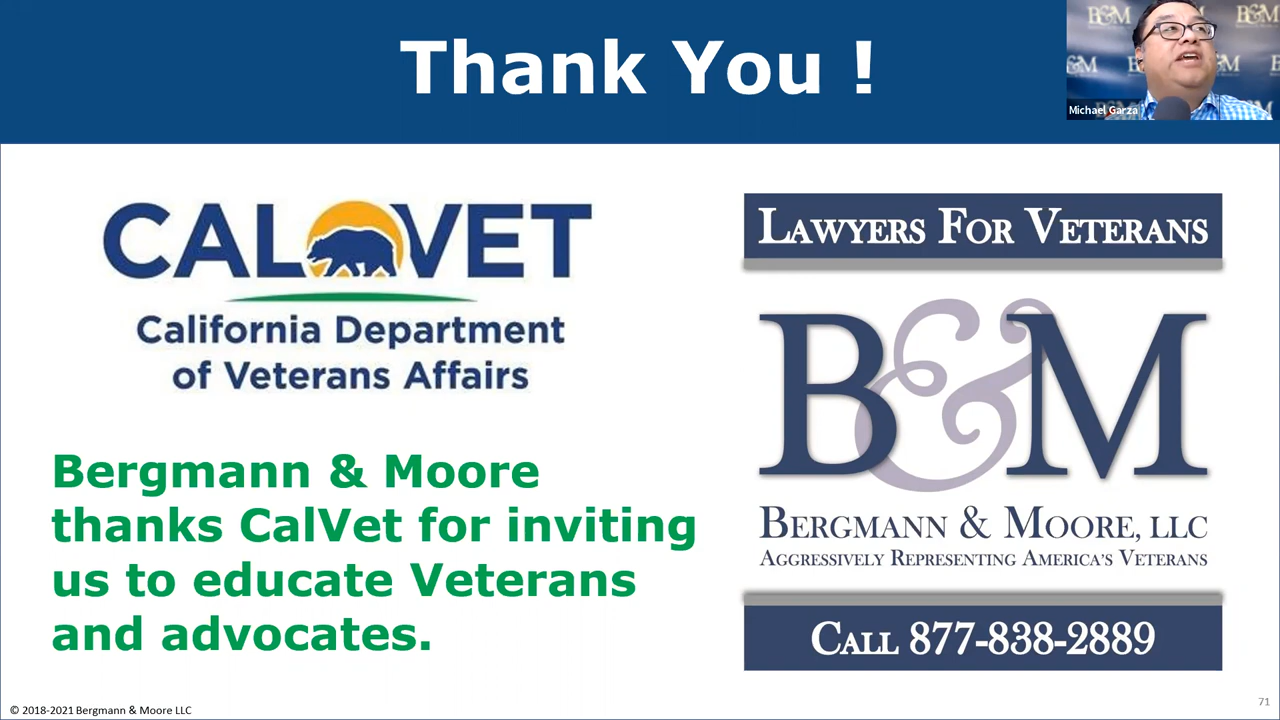 Thank You !
B&M
B&M
B&M
&M
Michael Garza
CALVET
California Department
of Veterans Affairs
Bergmann & Moore
thanks CalVet for inviting
us to educate Veterans
and advocates.
LAWYERS FOR VETERANS
B&M
BERGMANN & MOORE, LLC
AGGRESSIVELY REPRESENTING AMERICA'S VETERANS
CALL 877-838-2889
© 2018-2021 Bergmann & Moore LLC
71